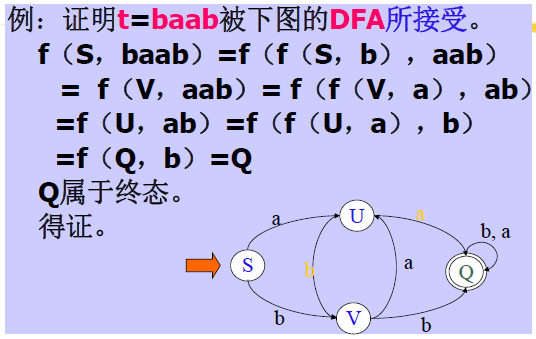 例：证明t=baab被下图的DFA所接受。
f（S，baab）=f（f（S，b），aab）
= f（V，aab）= f（f（V，a），ab）
=f（U，ab）=f（f（U，a），b）
=f（Q，b）=Q
Q属于终态。
得证。
a
U
a
b, a
S
b
a
Q
b
V
b